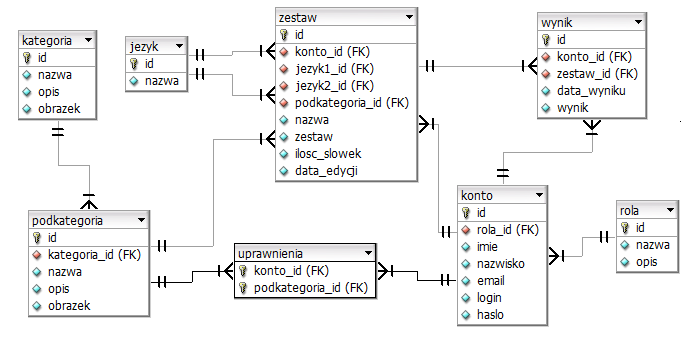 kategoria
id
nazwa
opis
obrazek
jezyk
id
nazwa
zestaw
id
konto_id (FK)
jezyk1_id (FK)
jezyk2_id (FK)
podkategoria_id (FK)
nazwa
zestaw
ilosc_slowek
data_edycji
wynik
id
konto_id (FK)
zestaw_id (FK)
data_wyniku
wynik
podkategoria
id
kategoria_id (FK)
nazwa
opis
obrazek
uprawnienia
konto_id (FK)
podkategoria_id (FK)
konto
id
rola_id (FK)
imie
nazwisko
email
login
haslo
rola
id
nazwa
opis